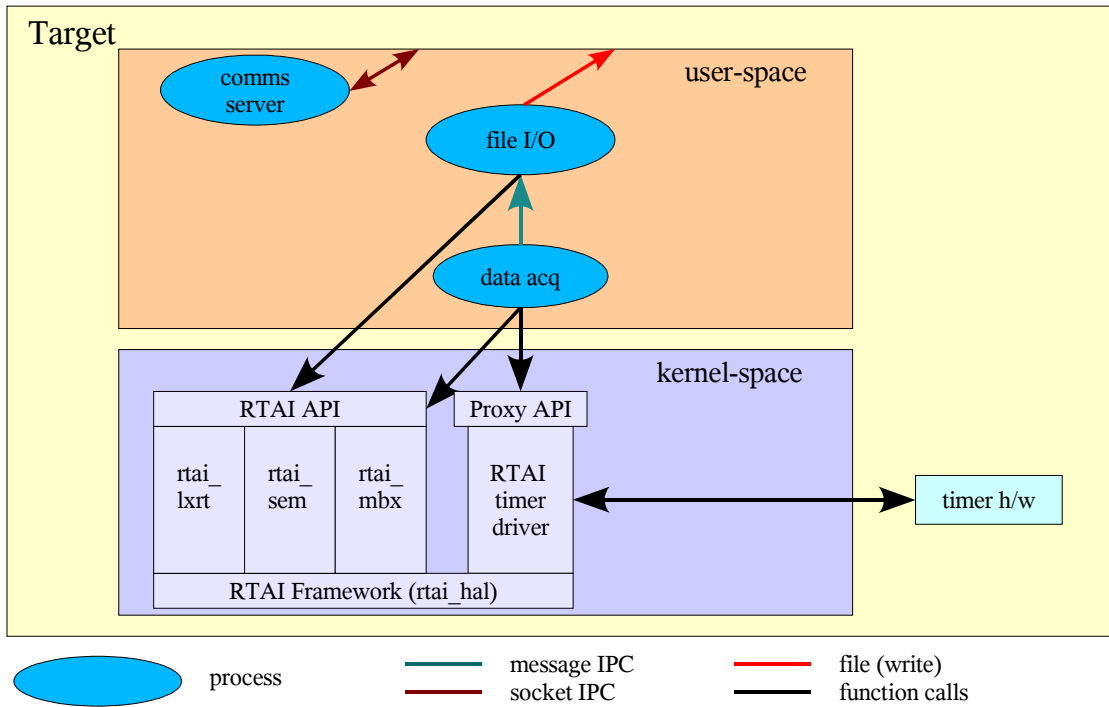 Target
user-space
comms
server
file I/O
data acq
kernel-space
RTAI API
Proxy API
rtai_
lxrt
rtai_
sem
rtai_
mbx
RTAI
timer
driver
timer h/w
RTAI Framework (rtai_hal)
process
message IPC
socket IPC
file (write)
function calls